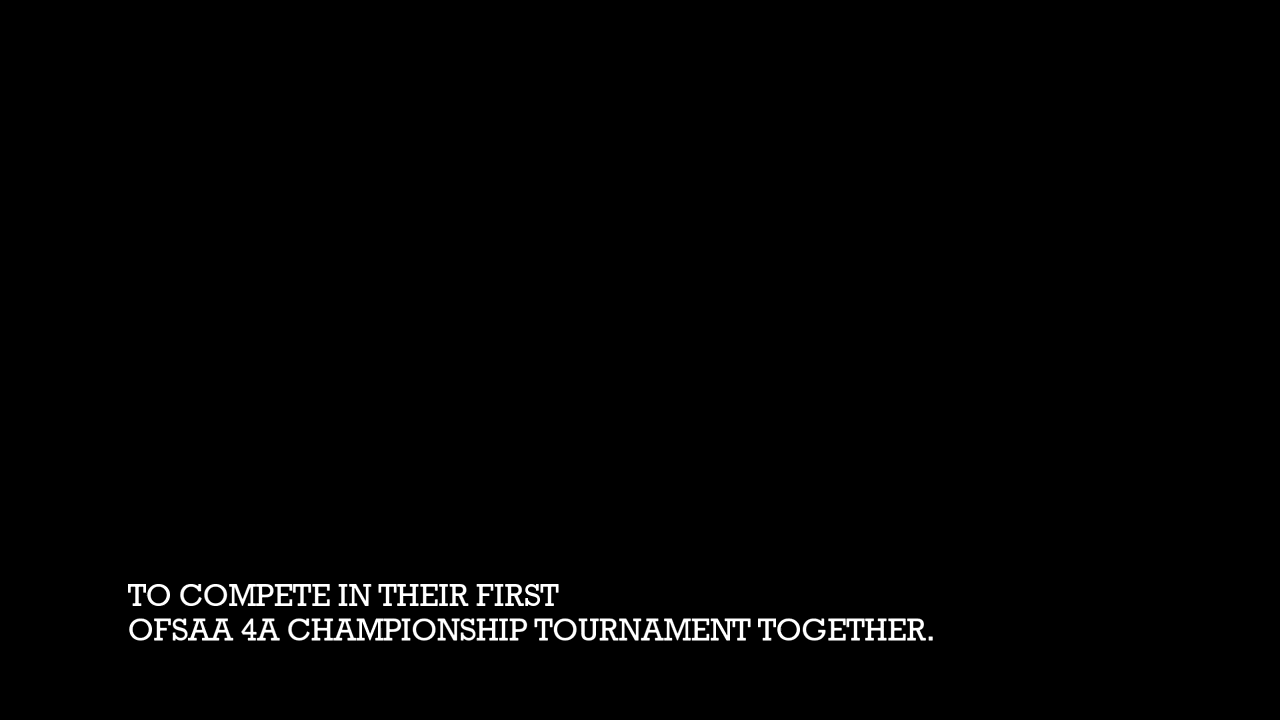 TO COMPETE IN THEIR FIRST
OFSAA 4A CHAMPIONSHIP TOURNAMENT TOGETHER.